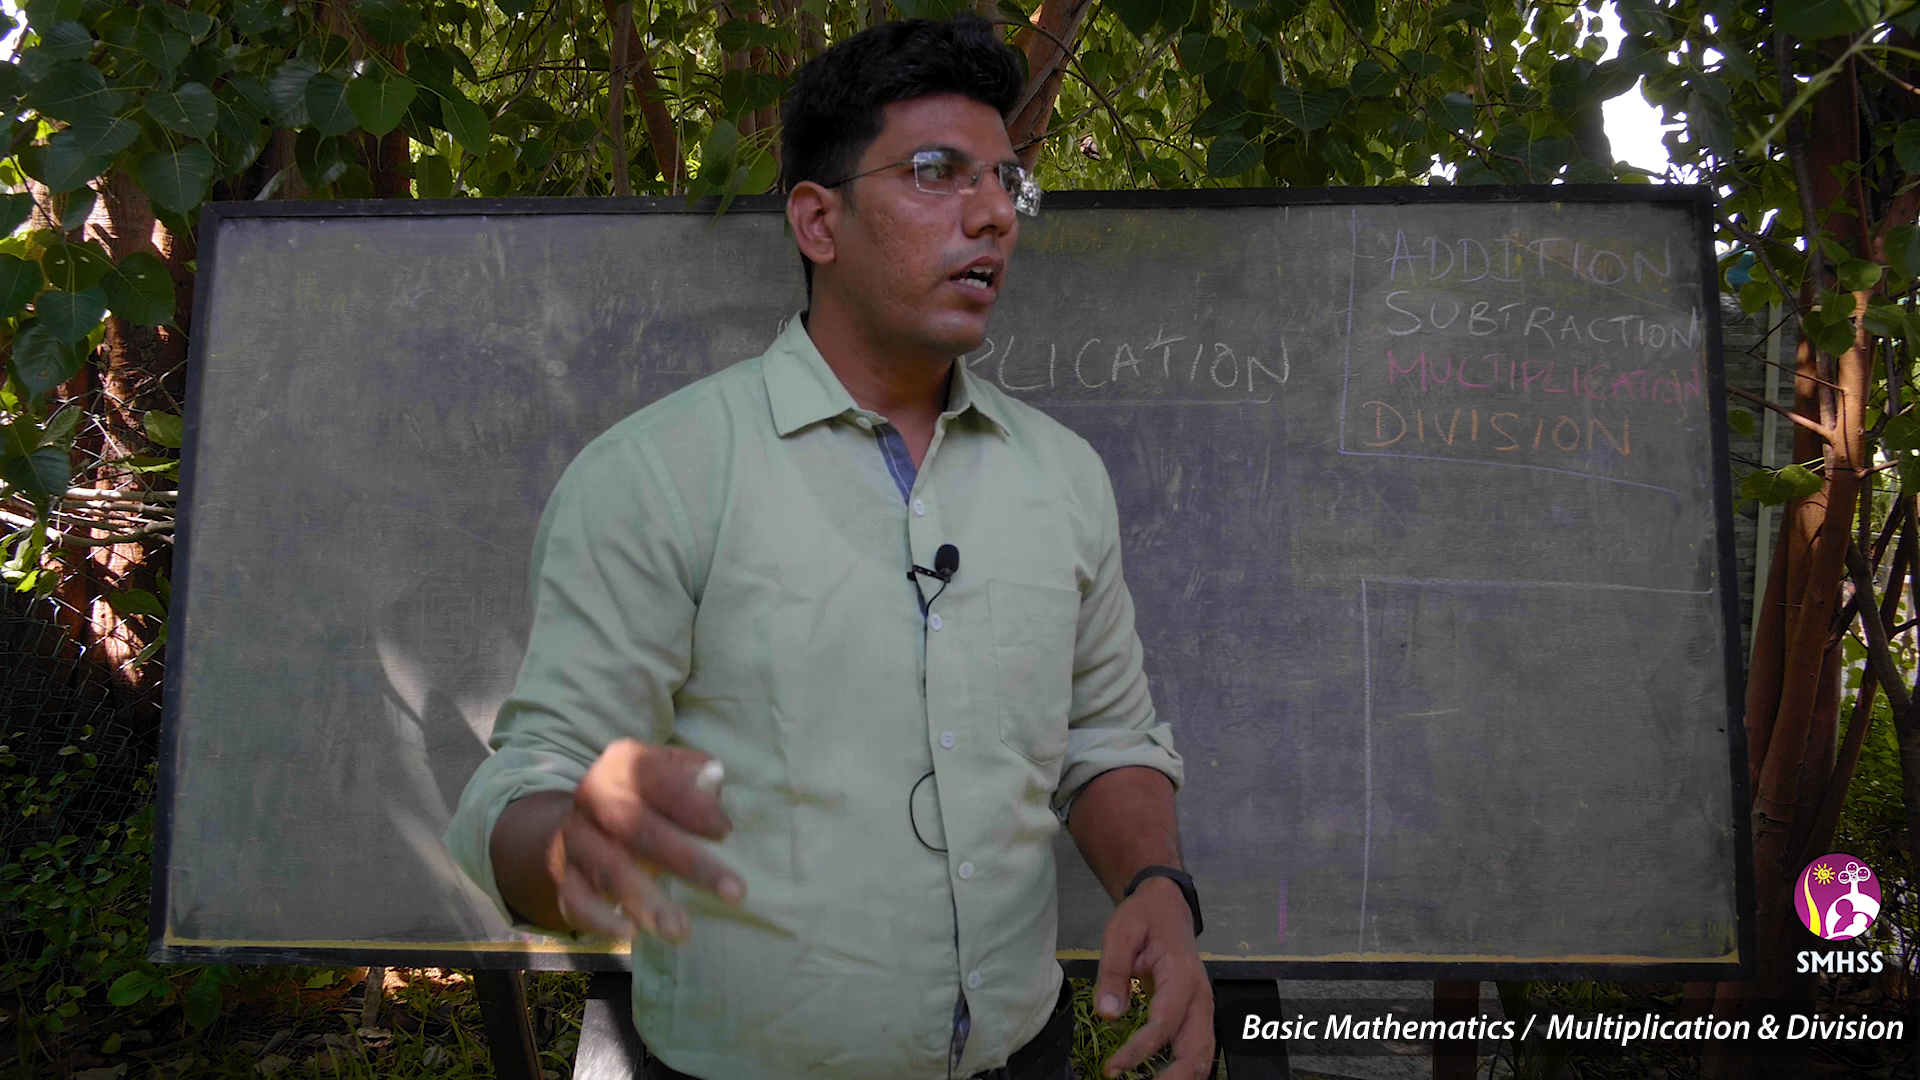 PLICATION
ADDITION
SUBTRACTION
MULTIPLICATION
DIVISION
SMHSS
Basic Mathematics / Multiplication & Division